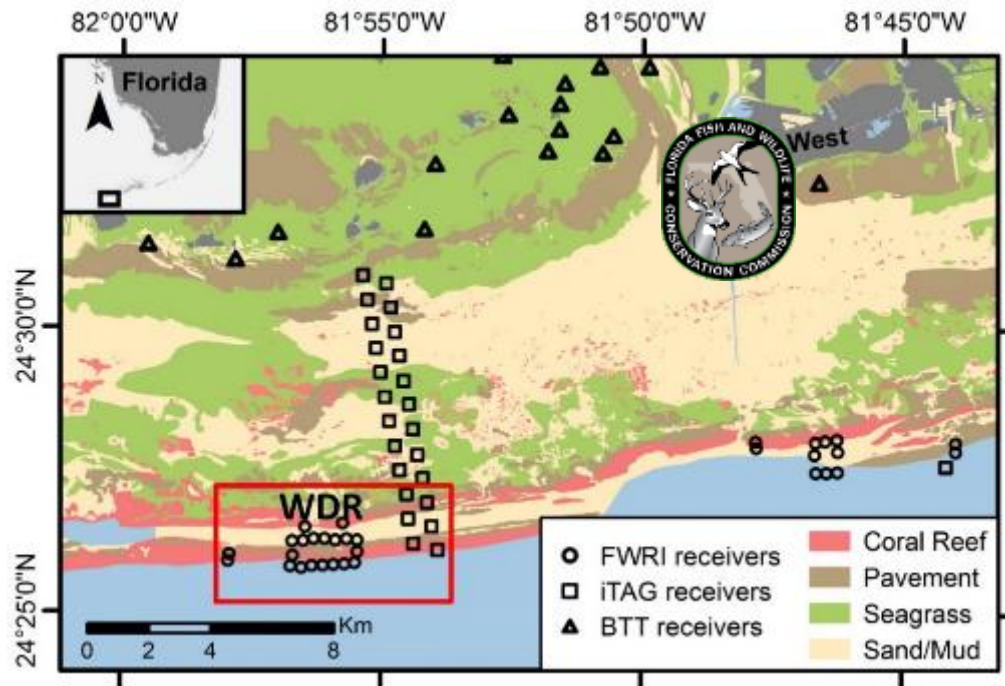 82°0'0"W 81°55'0"W 81°50'0"W 81°45'0"W
N
Florida
West
FLORIDA FISH AND WILDLIFE
CONSERVATION COMMISSION
24°30'0"N
WDR
24°25'0"N
Km
0 2 4 8
FWRI receivers
iTAG receivers
BTT receivers
Coral Reef
Pavement
Seagrass
Sand/Mud